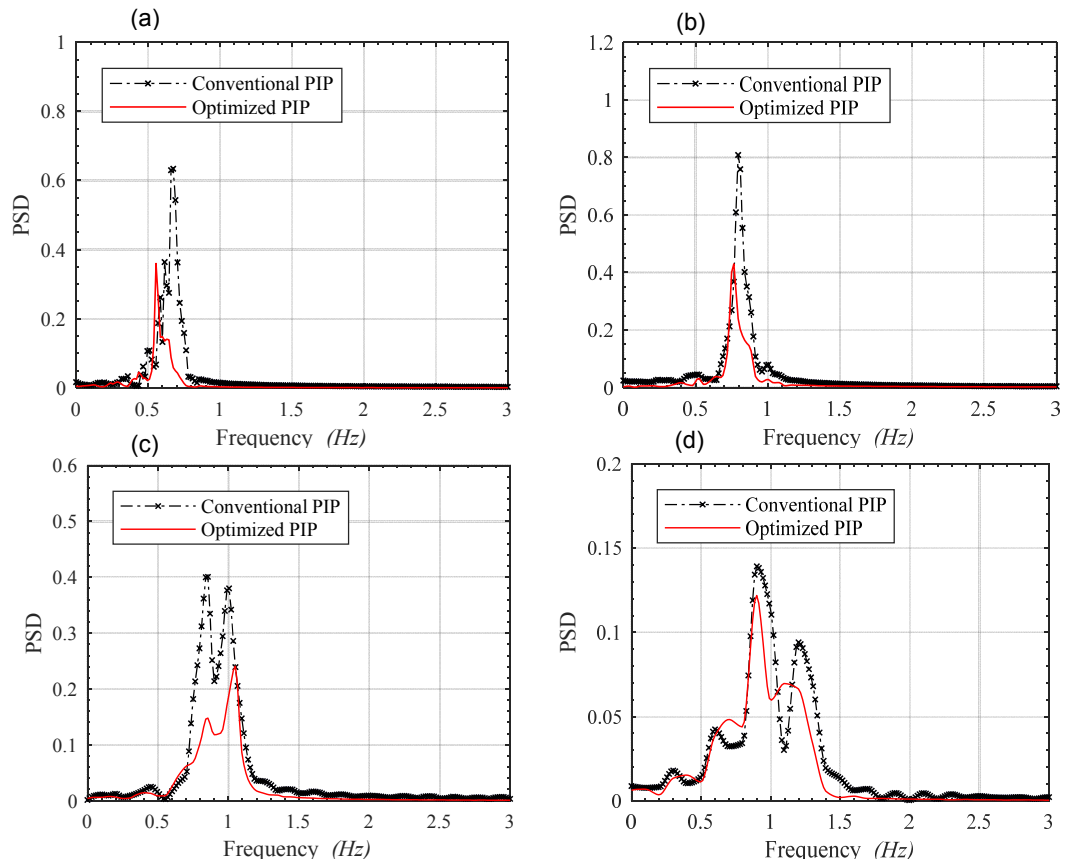 (a)
1
0.8
0.6
0.4
0.2
0
PSD
Conventional PIP
Optimized PIP
0 0.5 1 1.5 2 2.5 3
Frequency (Hz)
(b)
1.2
1
0.8
0.6
0.4
0.2
0
PSD
Conventional PIP
Optimized PIP
0 0.5 1 1.5 2 2.5 3
Frequency (Hz)
(c)
0.6
0.5
0.4
0.3
0.2
0.1
0
PSD
Conventional PIP
Optimized PIP
0 0.5 1 1.5 2 2.5 3
Frequency (Hz)
(d)
0.2
0.15
0.1
0.05
0
PSD
Conventional PIP
Optimized PIP
0 0.5 1 1.5 2 2.5 3
Frequency (Hz)